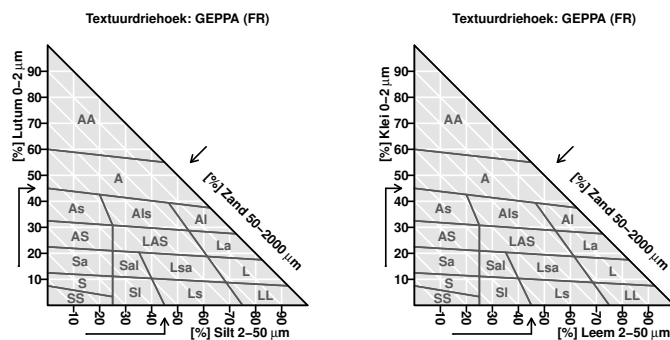 Textuurdriehoek: GEPPA (FR)
[%] Lutum 0−2 µm
90
80
70
60
50
40
30
20
10
AA
A
As
Als
Al
AS
LAS
La
Sa
Sal
Lsa
L
S
SS
Sl
Ls
LL
[%] Zand 50−2000 µm
10
20
30
40
50
60
70
80
90
[%] Silt 2−50 µm
Textuurdriehoek: GEPPA (FR)
[%] Klei 0−2 µm
90
80
70
60
50
40
30
20
10
AA
A
As
Als
Al
AS
LAS
La
Sa
Sal
Lsa
L
S
SS
Sl
Ls
LL
[%] Zand 50−2000 µm
10
20
30
40
50
60
70
80
90
[%] Leem 2−50 µm